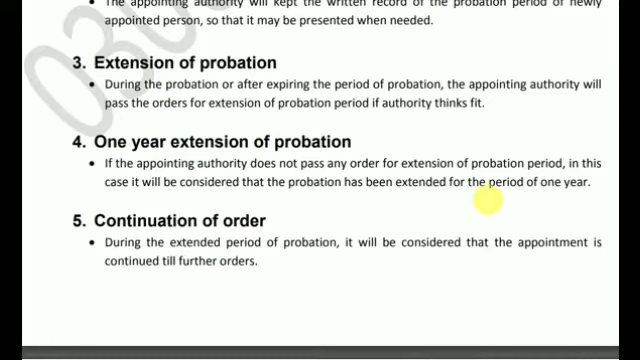 The appointing authority will kept the written record of the probation period of newly
appointed person, so that it may be presented when needed.
3. Extension of probation
• During the probation or after expiring the period of probation, the appointing authority will
pass the orders for extension of probation period if authority thinks fit.
4. One year extension of probation
• If the appointing authority does not pass any order for extension of probation period, in this
case it will be considered that the probation has been extended for the period of one year.
5. Continuation of order
• During the extended period of probation, it will be considered that the appointment is
continued till further orders.